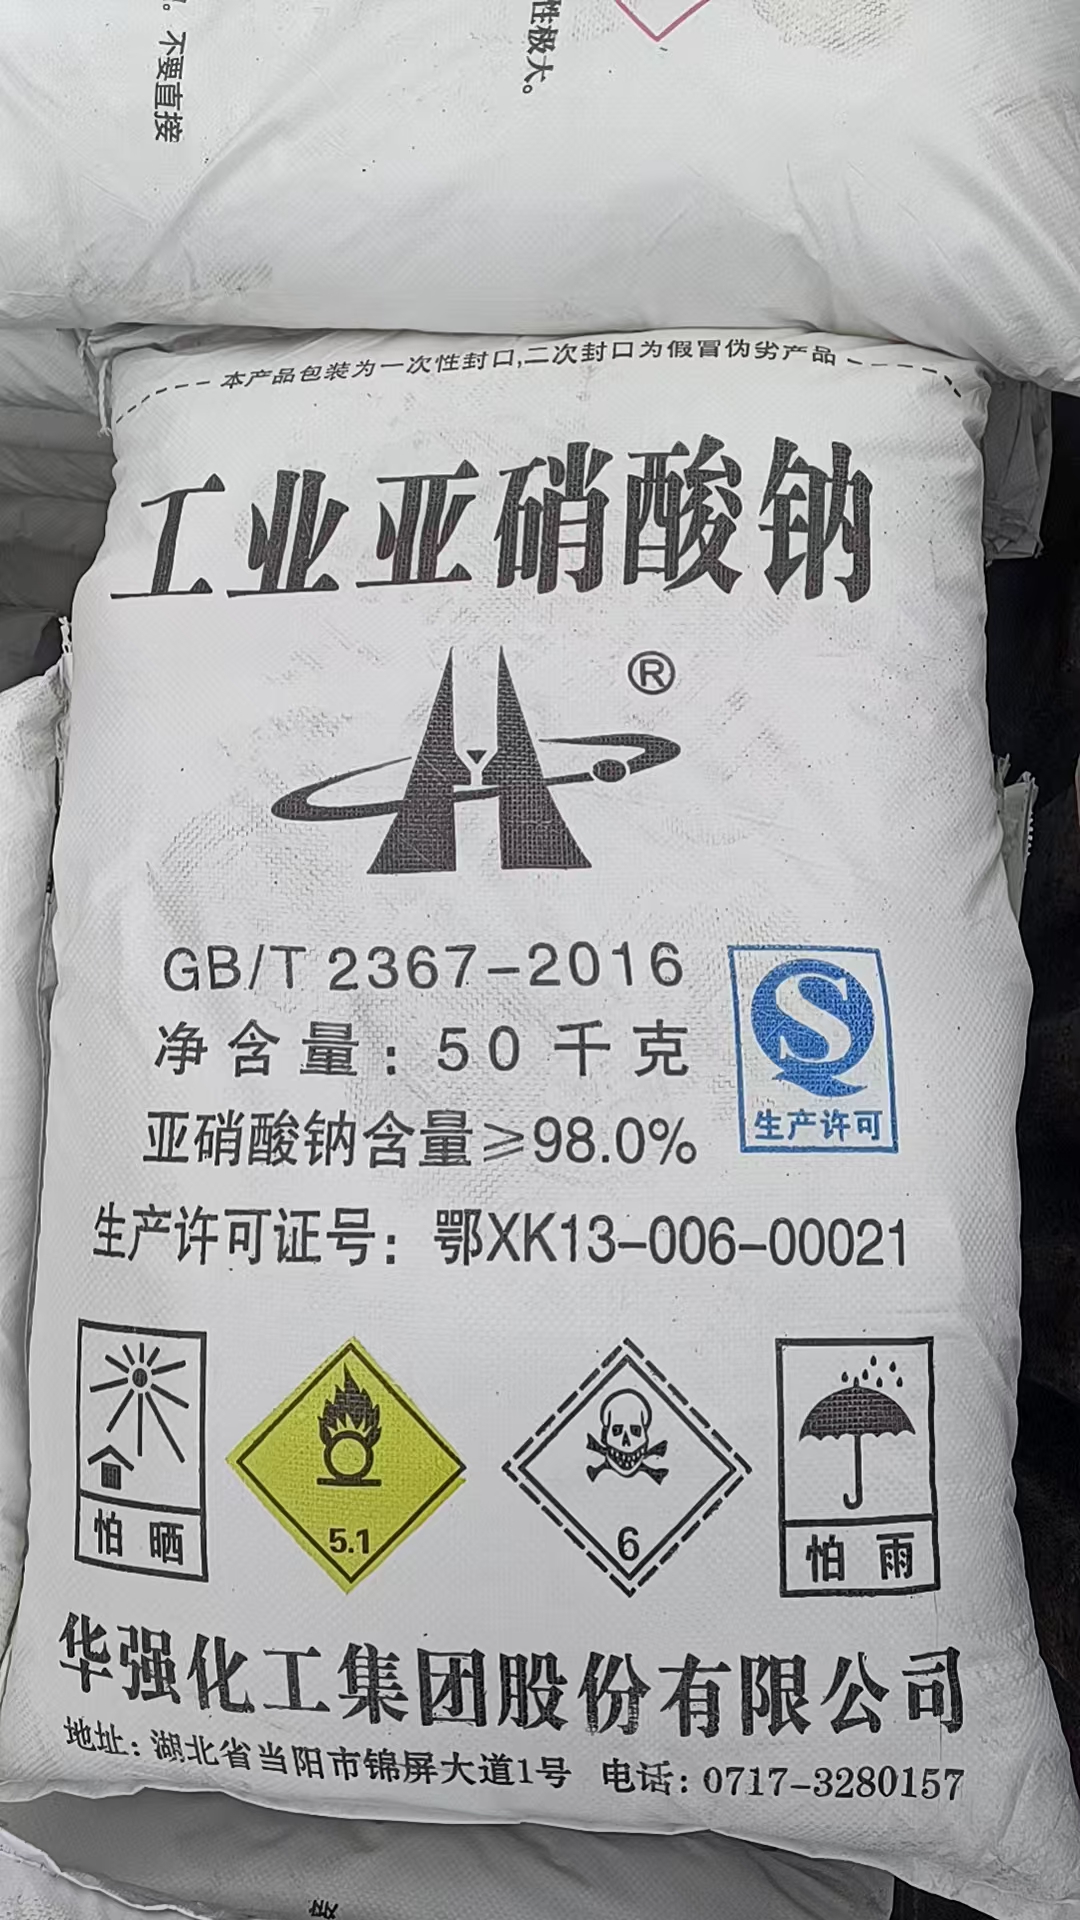 不要直接
性极大。
本产品包装为一次性封口,二次封口为假冒伪劣产品
工业亚硝酸钠
®
GB/T 2367-2016
净含量：50千克
亚硝酸钠含量≥98.0%
生产许可
生产许可证号：鄂XK13-006-00021
怕晒
5.1
6
怕雨
华强化工集团股份有限公司
地址：湖北省当阳市锦屏大道1号 电话：0717-3280157